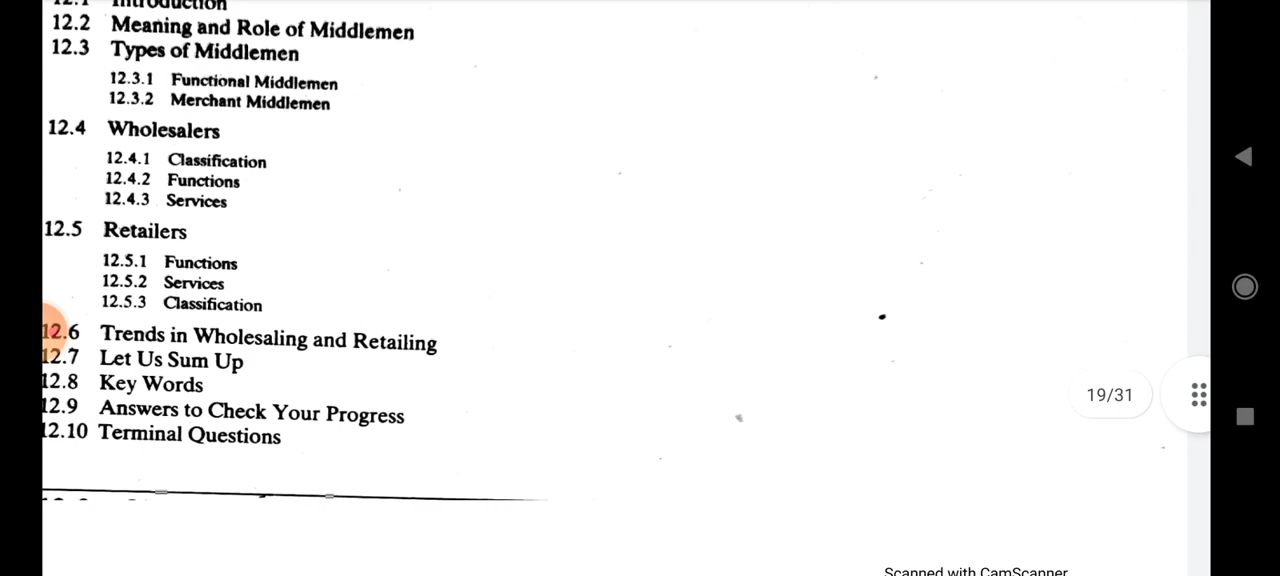 12.1 Introduction
12.2 Meaning and Role of Middlemen
12.3 Types of Middlemen
12.3.1 Functional Middlemen
12.3.2 Merchant Middlemen
12.4 Wholesalers
12.4.1 Classification
12.4.2 Functions
12.4.3 Services
12.5 Retailers
12.5.1 Functions
12.5.2 Services
12.5.3 Classification
12.6 Trends in Wholesaling and Retailing
12.7 Let Us Sum Up
12.8 Key Words
12.9 Answers to Check Your Progress
12.10 Terminal Questions
19/31
Scanned with CamScanner